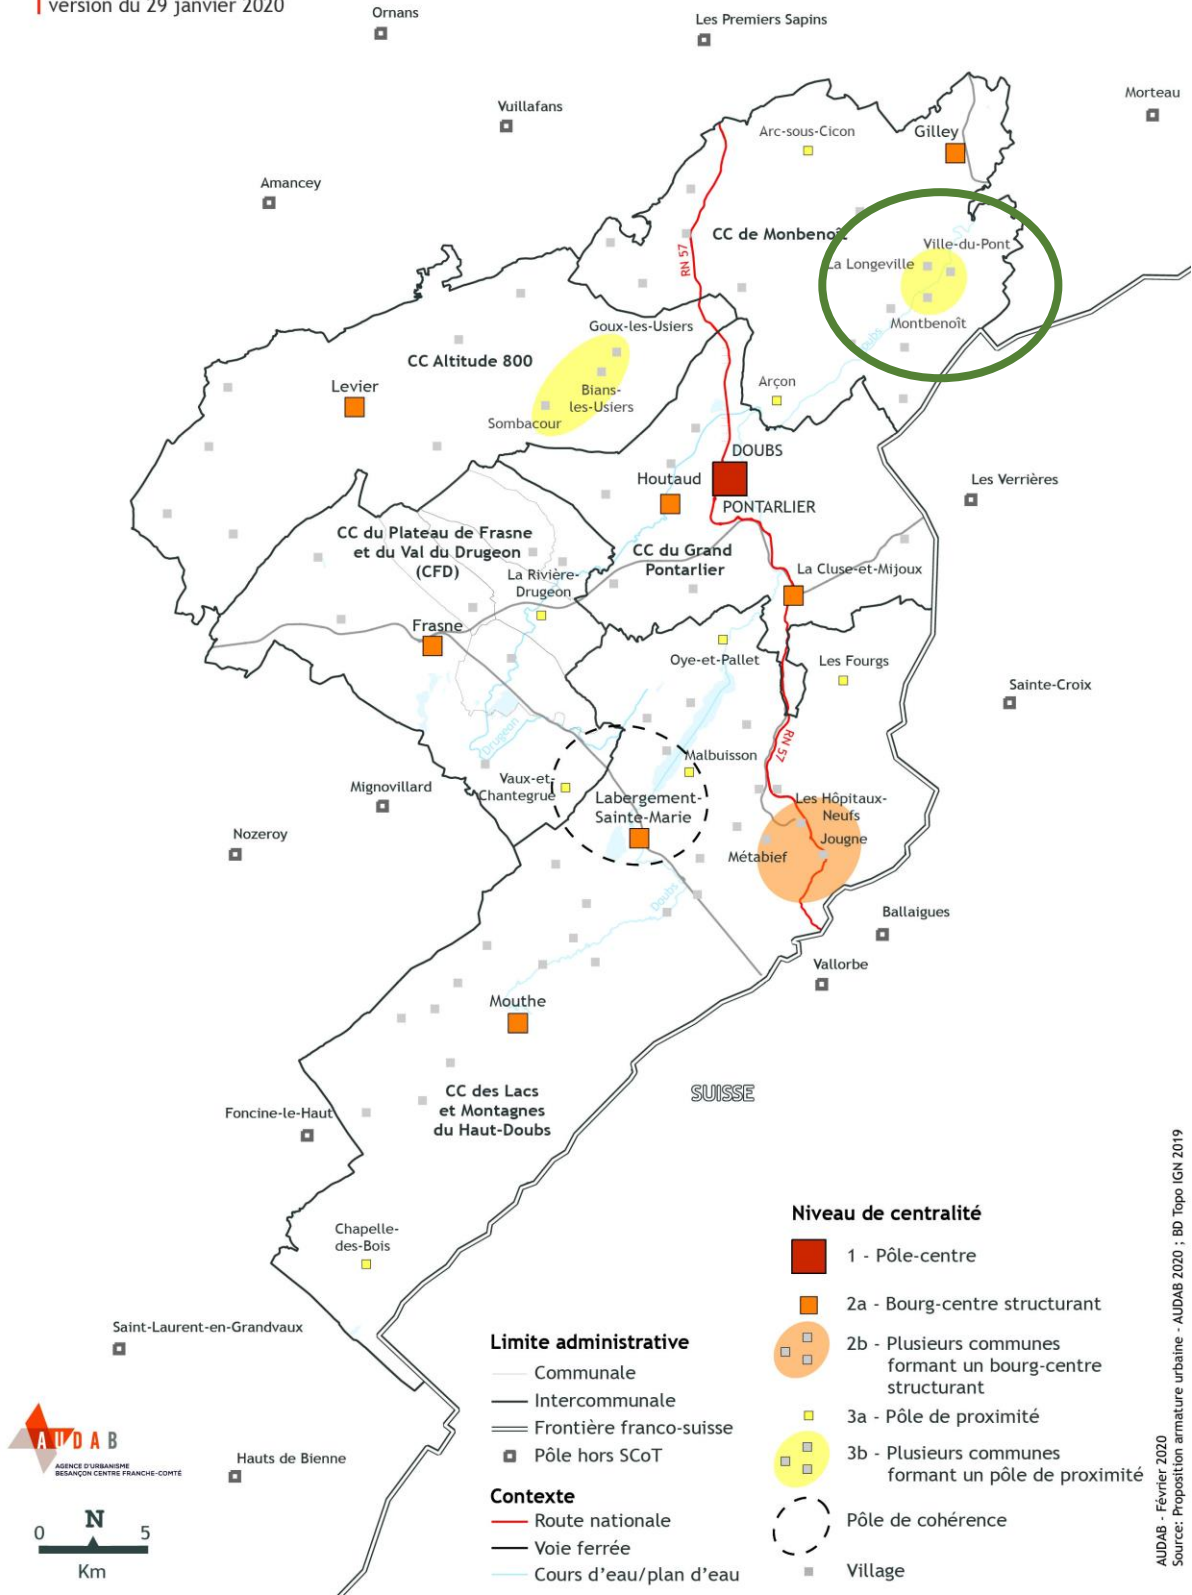 version du 29 janvier 2020
Ornans
Les Premiers Sapins
Morteau
Vuillafans
Arc-sous-Cicon
Gilley
Amancey
CC de Monbenoît
Ville-du-Pont
La Longeville
RN 57
Montbenoît
Doubs
Goux-les-Usiers
CC Altitude 800
Levier
Bians-
les-Usiers
Sombacour
Arçon
DOUBS
Houtaud
PONTARLIER
Les Verrières
CC du Plateau de Frasne
et du Val du Drugeon
(CFD)
CC du Grand
Pontarlier
La Rivière-
Drugeon
La Cluse-et-Mijoux
Frasne
Oye-et-Pallet
Les Fourgs
Sainte-Croix
Drugeon
RN 57
Malbuisson
Vaux-et-
Chantegrue
Mignovillard
Labergement-
Sainte-Marie
Les Hôpitaux-
Neufs
Jougne
Métabief
Nozeroy
Doubs
Ballaigues
Vallorbe
Mouthe
SUISSE
CC des Lacs
et Montagnes
du Haut-Doubs
Foncine-le-Haut
Chapelle-
des-Bois
Saint-Laurent-en-Grandvaux
Hauts de Bienne
AUDAB
AGENCE D'URBANISME
BESANÇON CENTRE FRANCHE-COMTÉ
0 N 5
Km
Limite administrative
Communale
Intercommunale
Frontière franco-suisse
Pôle hors SCoT
Contexte
Route nationale
Voie ferrée
Cours d'eau/plan d'eau
Niveau de centralité
1 - Pôle-centre
2a - Bourg-centre structurant
2b - Plusieurs communes
formant un bourg-centre
structurant
3a - Pôle de proximité
3b - Plusieurs communes
formant un pôle de proximité
Pôle de cohérence
Village
AUDAB - Février 2020
Source: Proposition armature urbaine - AUDAB 2020 ; BD Topo IGN 2019